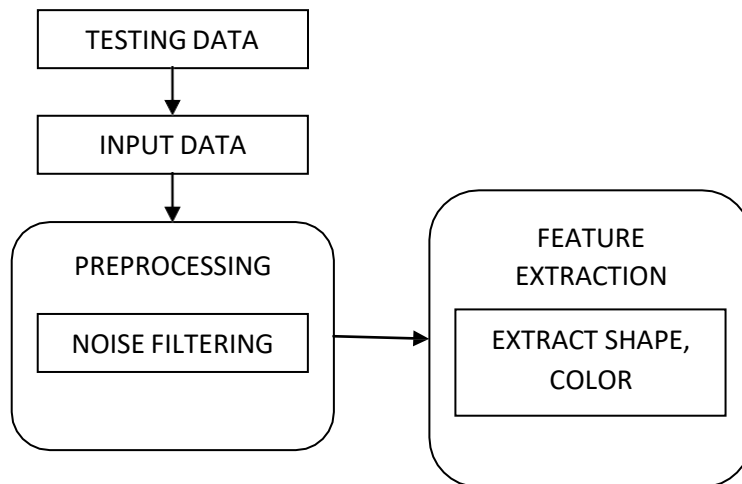 TESTING DATA
INPUT DATA
PREPROCESSING
NOISE FILTERING
FEATURE
EXTRACTION
EXTRACT SHAPE,
COLOR